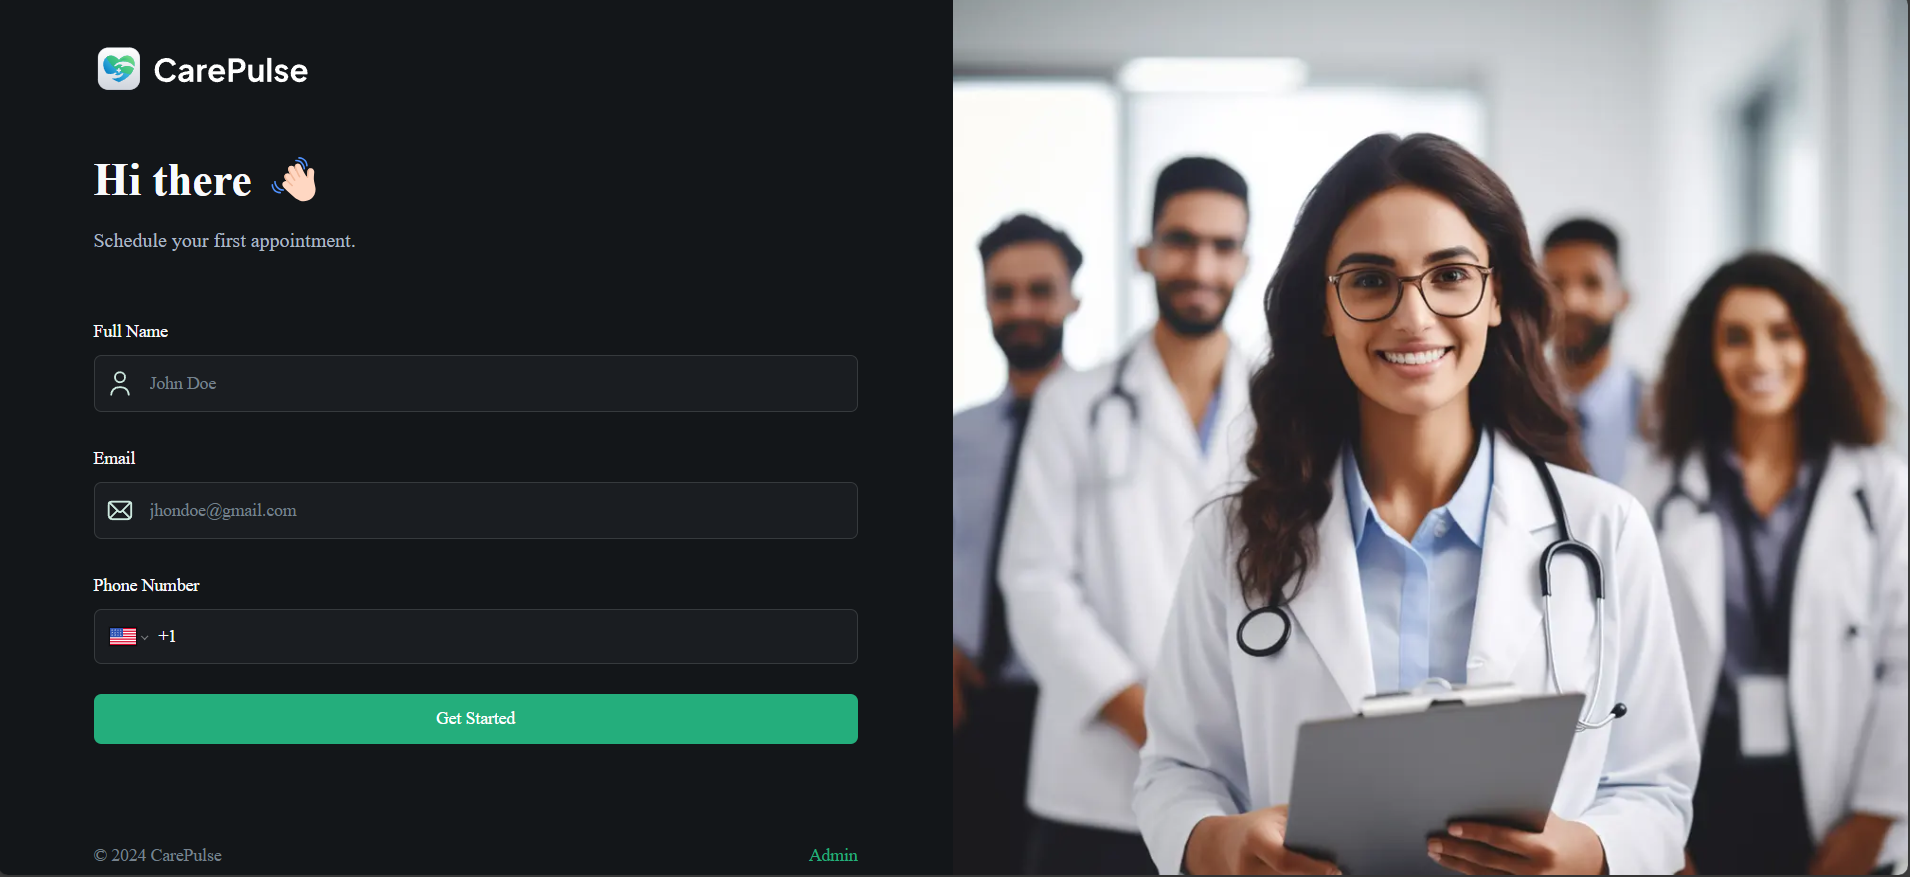 CarePulse
Hi there 👋🏻
Schedule your first appointment.
Full Name
John Doe
Email
jhondoe@gmail.com
Phone Number
+1
Get Started
© 2024 CarePulse
Admin